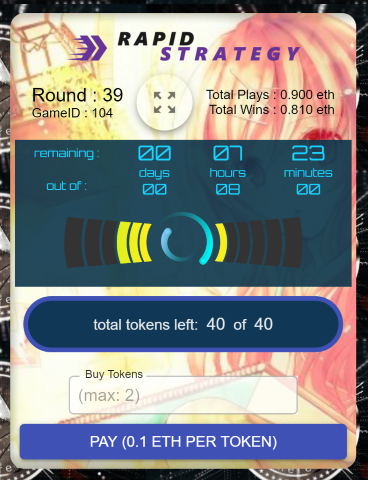 RAPID
STRATEGY
Round : 39
GameID : 104
Total Plays : 0.900 eth
Total Wins : 0.810 eth
remaining : 00 07 23
days hours minutes
out of : 00 08 00
total tokens left: 40 of 40
Buy Tokens
(max: 2)
PAY (0.1 ETH PER TOKEN)